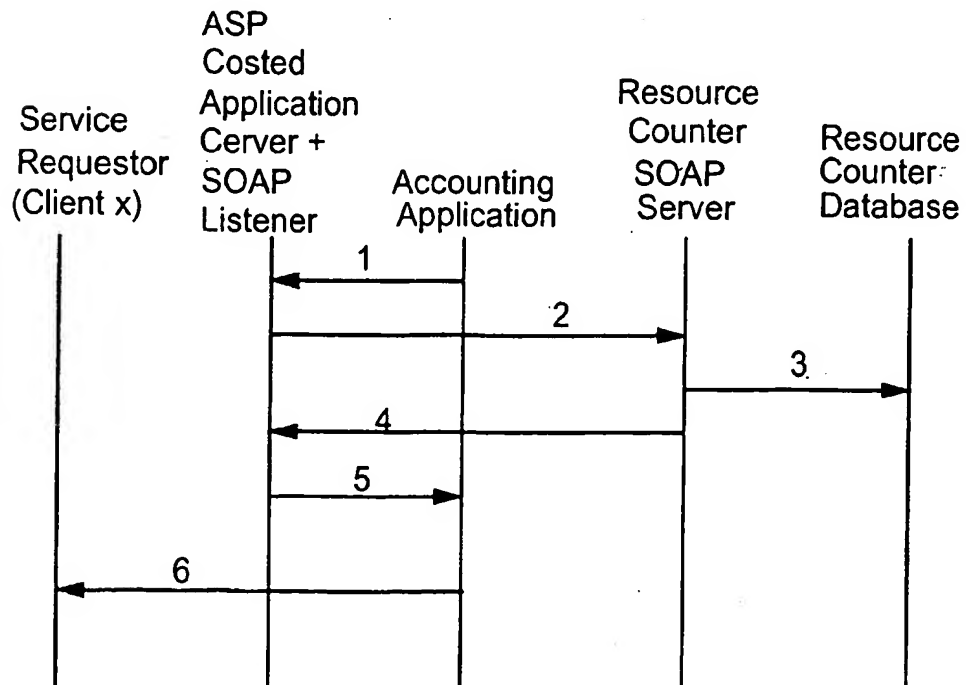 Service
Requestor
(Client x)
ASP
Costed
Application
Cerver +
SOAP
Listener
Accounting
Application
Resource
Counter
SOAP
Server
Resource
Counter
Database
1
2
3
4
5
6